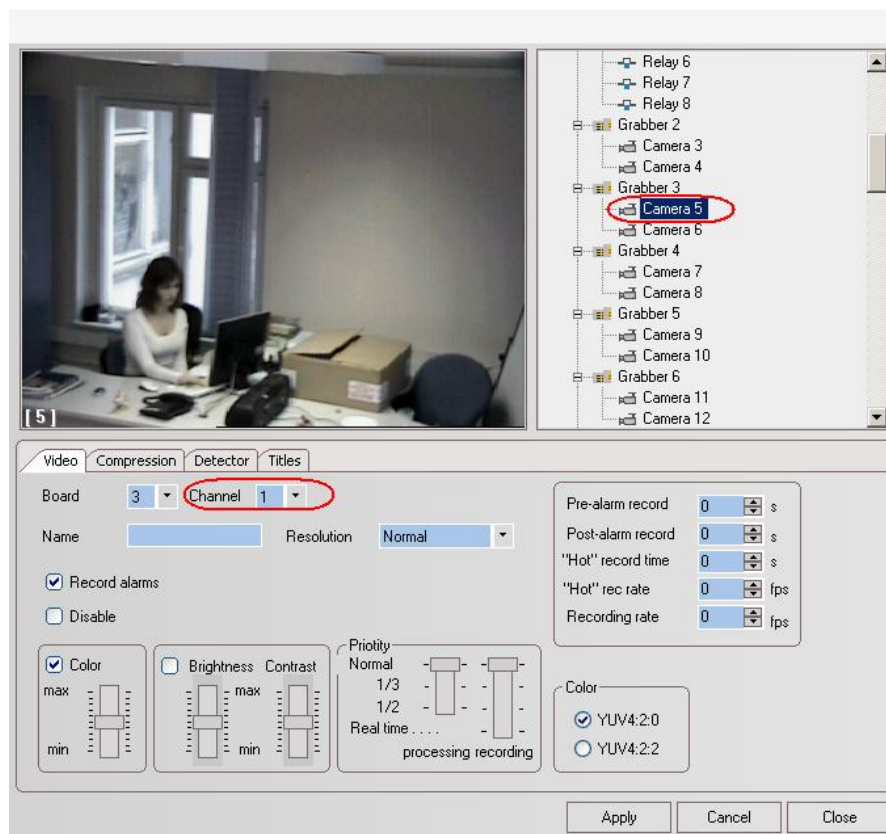 Relay 6
Relay 7
Relay 8
Grabber 2
Camera 3
Camera 4
Grabber 3
Camera 5
Camera 6
Grabber 4
Camera 7
Camera 8
Grabber 5
Camera 9
Camera 10
Grabber 6
Camera 11
Camera 12
[ 5 ]
Video Compression Detector Titles
Board 3 Channel 1
Name Resolution Normal
Record alarms
Disable
Pre-alarm record 0 s
Post-alarm record 0 s
"Hot" record time 0 s
"Hot" rec rate 0 fps
Recording rate 0 fps
Color
max
min
Brightness Contrast
max
min
Priotity
Normal
1/3
1/2
Real time . . . .
processing recording
Color
YUV4:2:0
YUV4:2:2
Apply Cancel Close